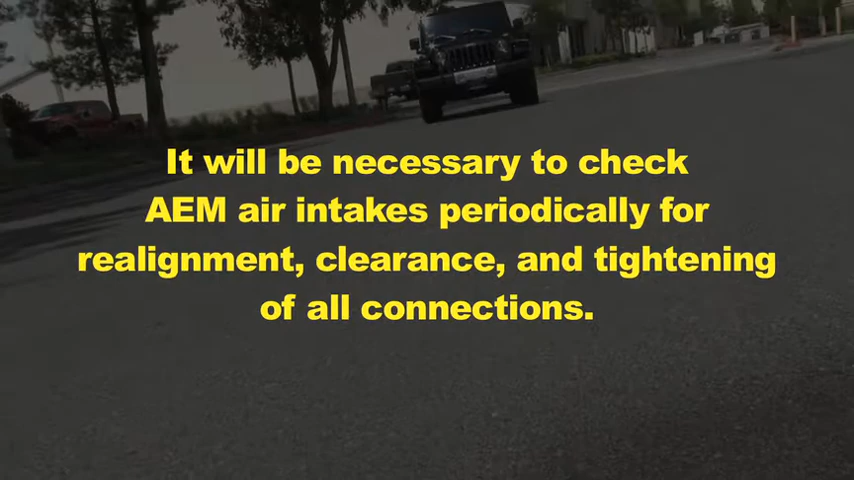 It will be necessary to check
AEM air intakes periodically for
realignment, clearance, and tightening
of all connections.